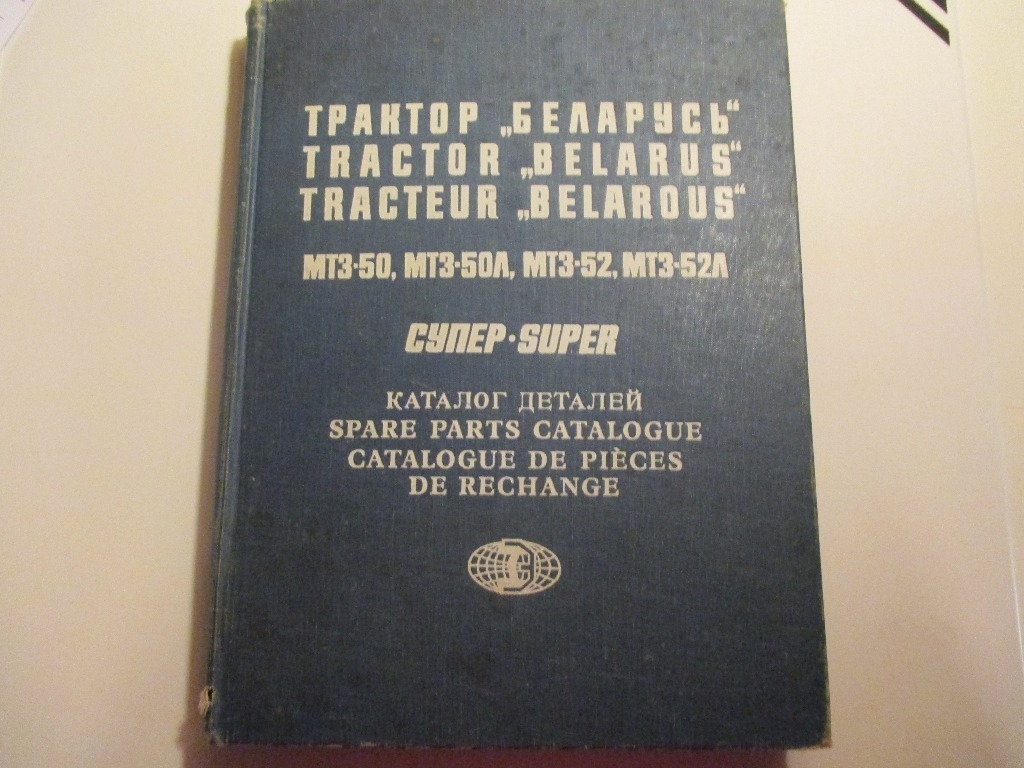 ТРАКТОР „БЕЛАРУСЬ“
TRACTOR „BELARUS“
TRACTEUR „BELAROUS“
МТЗ-50, МТЗ-50Л, МТЗ-52, МТЗ-52Л
СУПЕР·SUPER
КАТАЛОГ ДЕТАЛЕЙ
SPARE PARTS CATALOGUE
CATALOGUE DE PIÈCES
DE RECHANGE